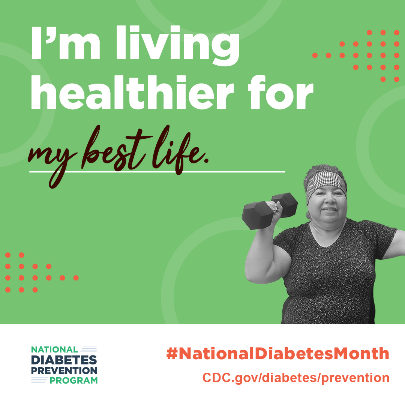 I'm living
healthier for
my best life.
NATIONAL
DIABETES
PREVENTION
PROGRAM
#NationalDiabetesMonth
CDC.gov/diabetes/prevention